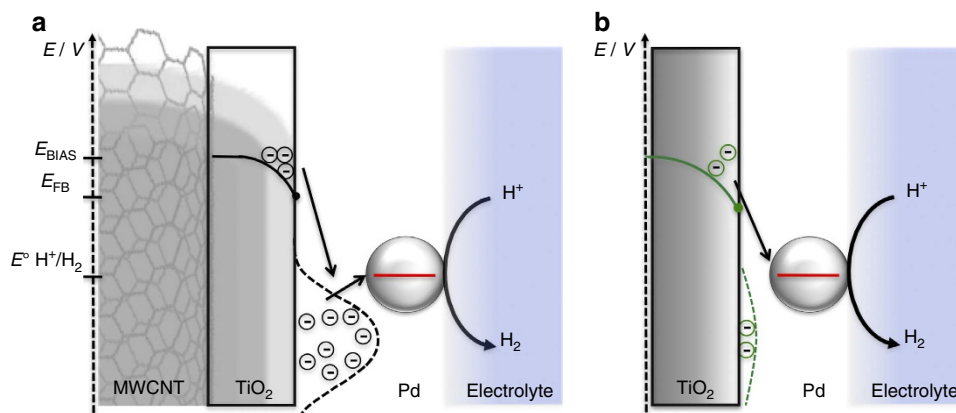 a
E / V
E_BIAS
E_FB
E° H⁺/H₂
H⁺
H₂
MWCNT
TiO₂
Pd
Electrolyte
b
E / V
H⁺
H₂
TiO₂
Pd
Electrolyte